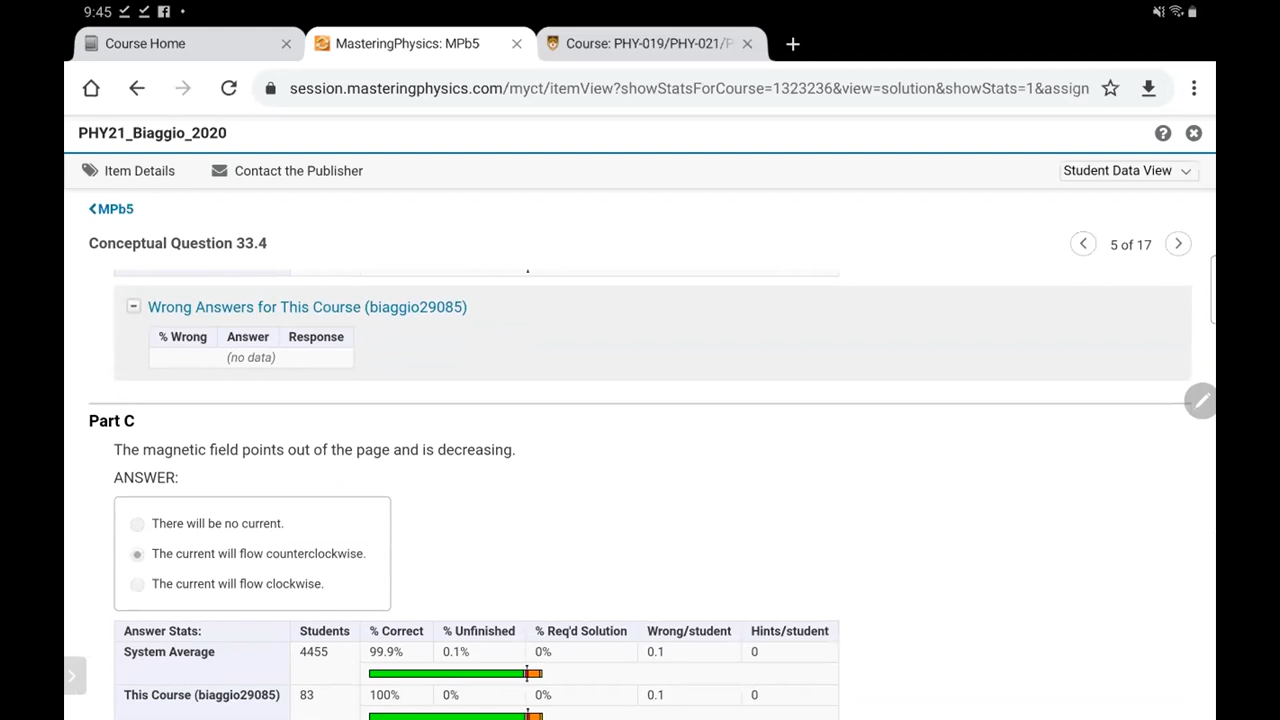 9:45
Course Home
MasteringPhysics: MPb5
Course: PHY-019/PHY-021/P
session.masteringphysics.com/myct/itemView?showStatsForCourse=1323236&view=solution&showStats=1&assign
PHY21_Biaggio_2020
Item Details
Contact the Publisher
Student Data View
MPb5
Conceptual Question 33.4
5 of 17
Wrong Answers for This Course (biaggio29085)
% Wrong Answer Response
(no data)
Part C
The magnetic field points out of the page and is decreasing.
ANSWER:
There will be no current.
The current will flow counterclockwise.
The current will flow clockwise.
Answer Stats: Students % Correct % Unfinished % Req'd Solution Wrong/student Hints/student
System Average 4455 99.9% 0.1% 0% 0.1 0
This Course (biaggio29085) 83 100% 0% 0% 0.1 0